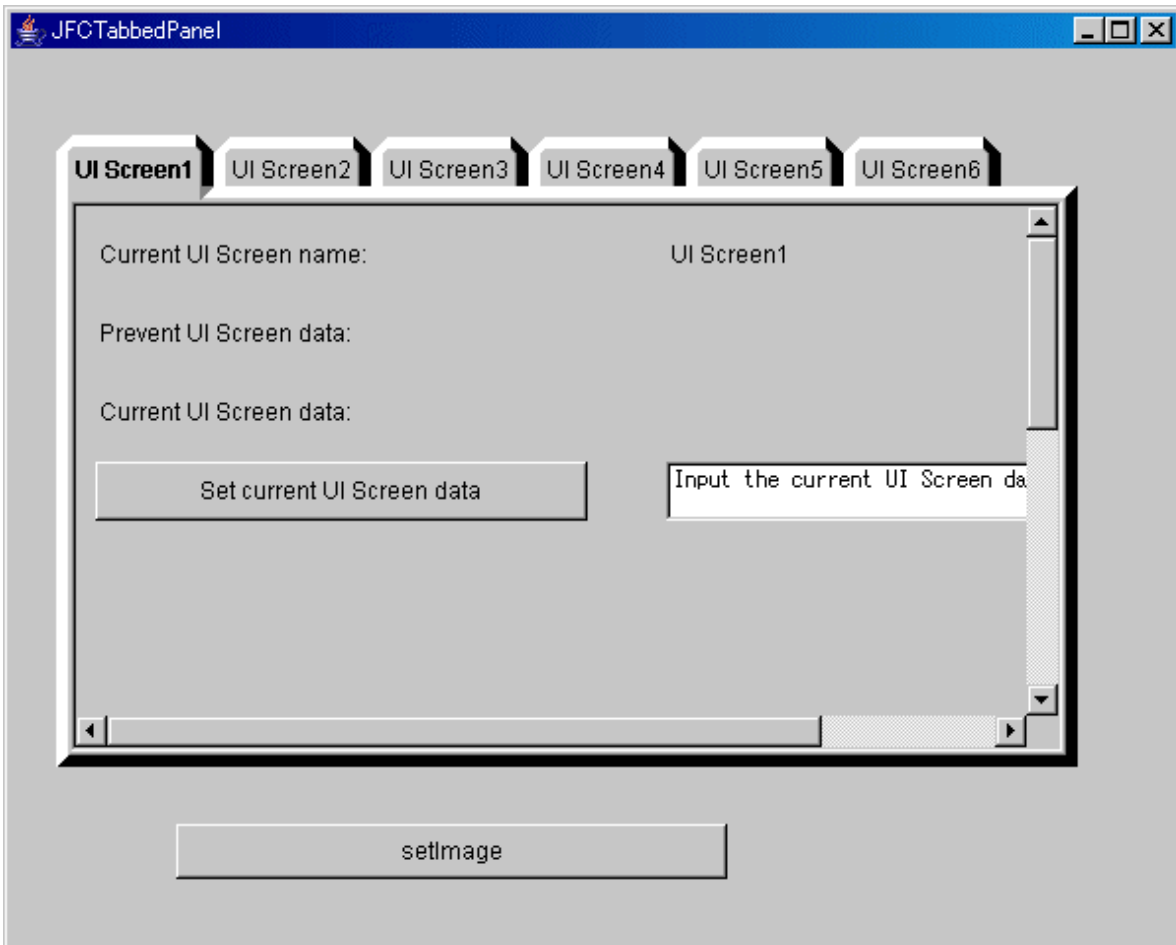 JFCTabbedPanel
UI Screen1 UI Screen2 UI Screen3 UI Screen4 UI Screen5 UI Screen6
Current UI Screen name: UI Screen1
Prevent UI Screen data:
Current UI Screen data:
Set current UI Screen data Input the current UI Screen da
setImage